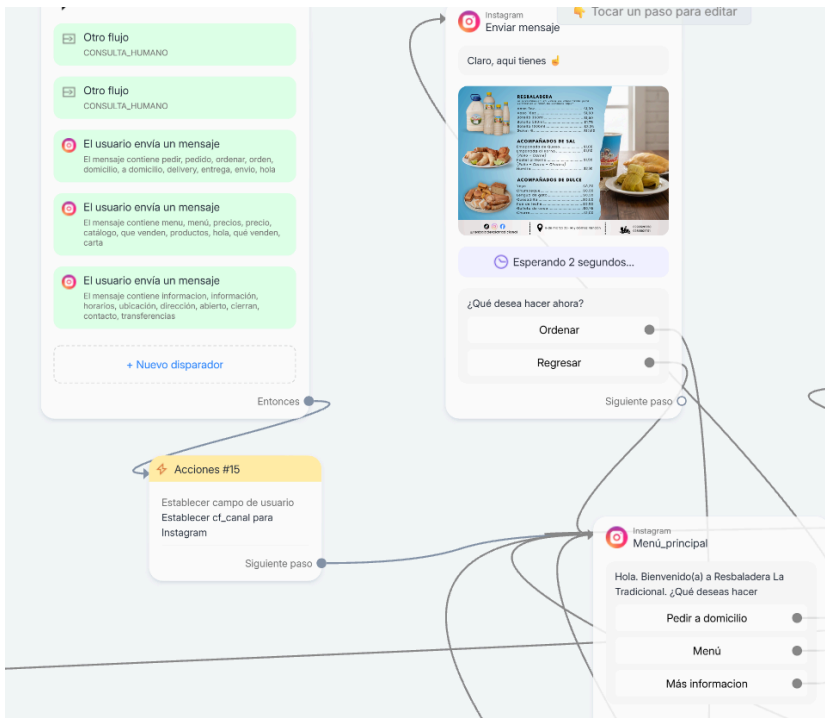 Otro flujo
CONSULTA_HUMANO
Otro flujo
CONSULTA_HUMANO
El usuario envía un mensaje
El mensaje contiene pedir, pedido, ordenar, orden,
domicilio, a domicilio, delivery, entrega, envio, hola
El usuario envía un mensaje
El mensaje contiene menu, menú, precios, precio,
catálogo, que venden, productos, hola, qué venden,
carta
El usuario envía un mensaje
El mensaje contiene informacion, información,
horarios, ubicación, dirección, abierto, cierran,
contacto, transferencias
+ Nuevo disparador
Entonces
Acciones #15
Establecer campo de usuario
Establecer cf_canal para
Instagram
Siguiente paso
👇 Tocar un paso para editar
Instagram
Enviar mensaje
Claro, aqui tienes ☝️
RESBALADERA
ACOMPAÑADOS DE SAL
ACOMPAÑADOS DE DULCE
Esperando 2 segundos...
¿Qué desea hacer ahora?
Ordenar
Regresar
Siguiente paso
Instagram
Menú_principal
Hola. Bienvenido(a) a Resbaladera La
Tradicional. ¿Qué deseas hacer
Pedir a domicilio
Menú
Más informacion